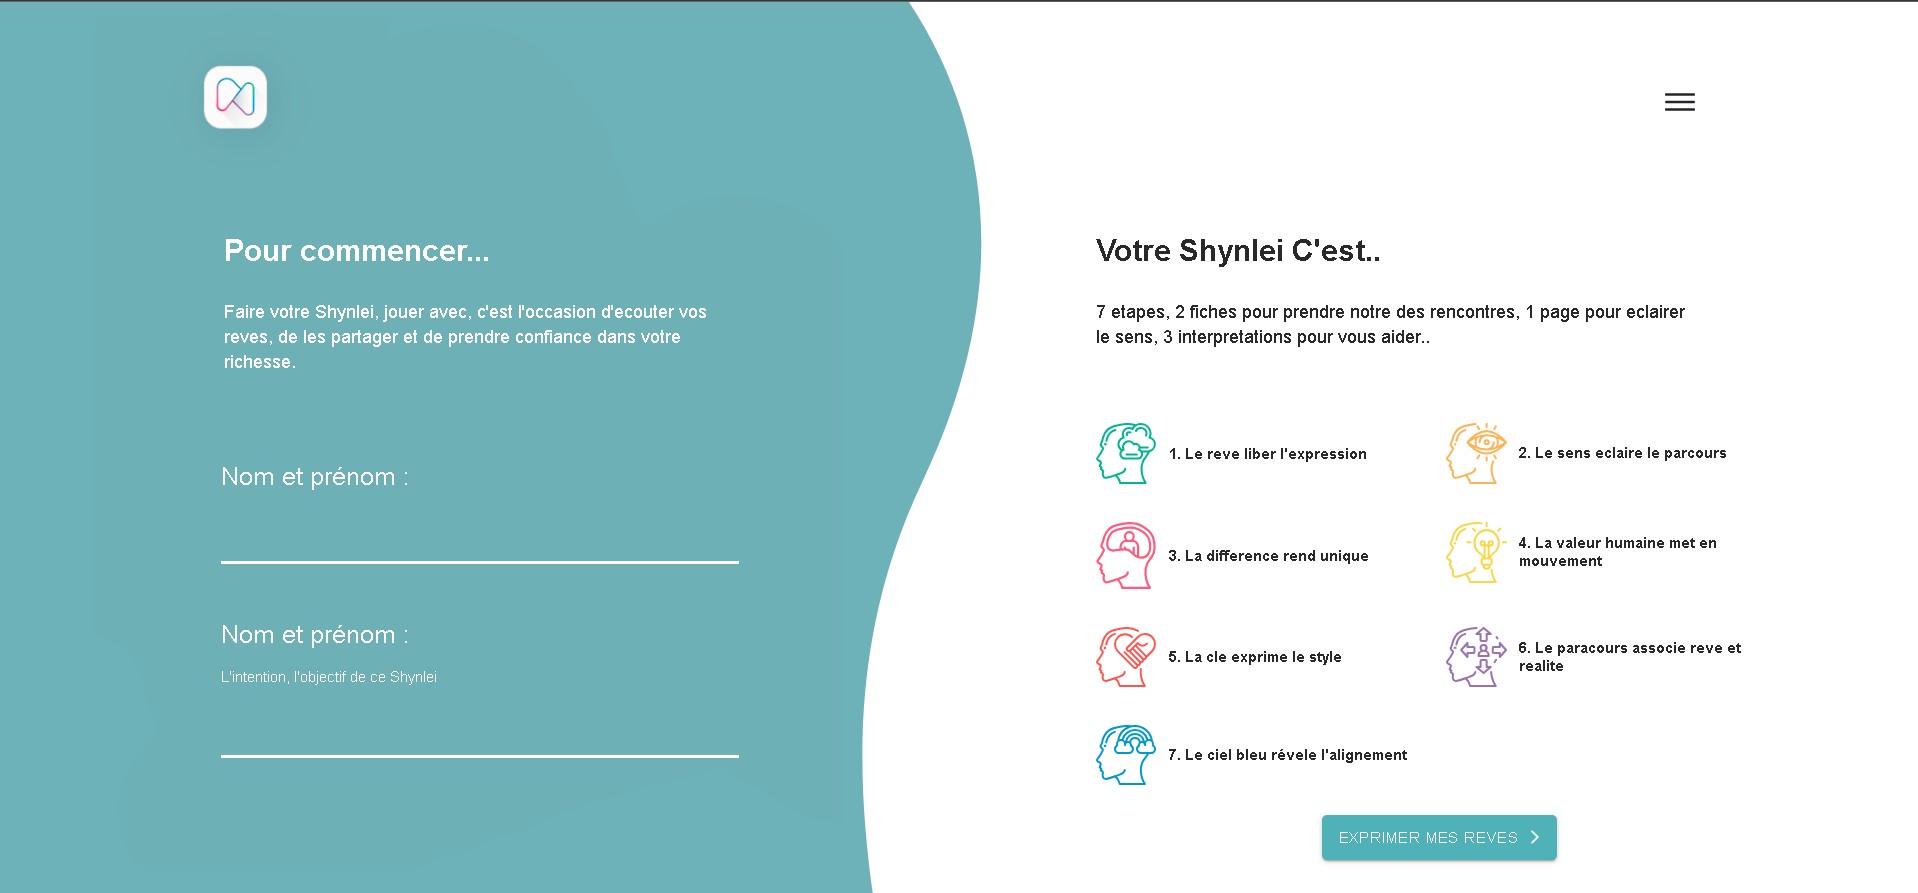 Pour commencer...
Faire votre Shynlei, jouer avec, c'est l'occasion d'ecouter vos
reves, de les partager et de prendre confiance dans votre
richesse.
Nom et prénom :
Nom et prénom :
L'intention, l'objectif de ce Shynlei
Votre Shynlei C'est..
7 etapes, 2 fiches pour prendre notre des rencontres, 1 page pour eclairer
le sens, 3 interpretations pour vous aider..
1. Le reve liber l'expression
2. Le sens eclaire le parcours
3. La difference rend unique
4. La valeur humaine met en
mouvement
5. La cle exprime le style
6. Le paracours associe reve et
realite
7. Le ciel bleu révele l'alignement
EXPRIMER MES REVES